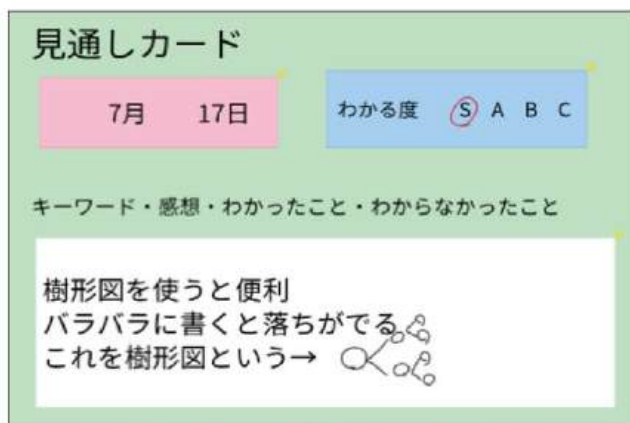 見通しカード
7月 17日
わかる度 S A B C
キーワード・感想・わかったこと・わからなかったこと
樹形図を使うと便利
バラバラに書くと落ちがでる
これを樹形図という→